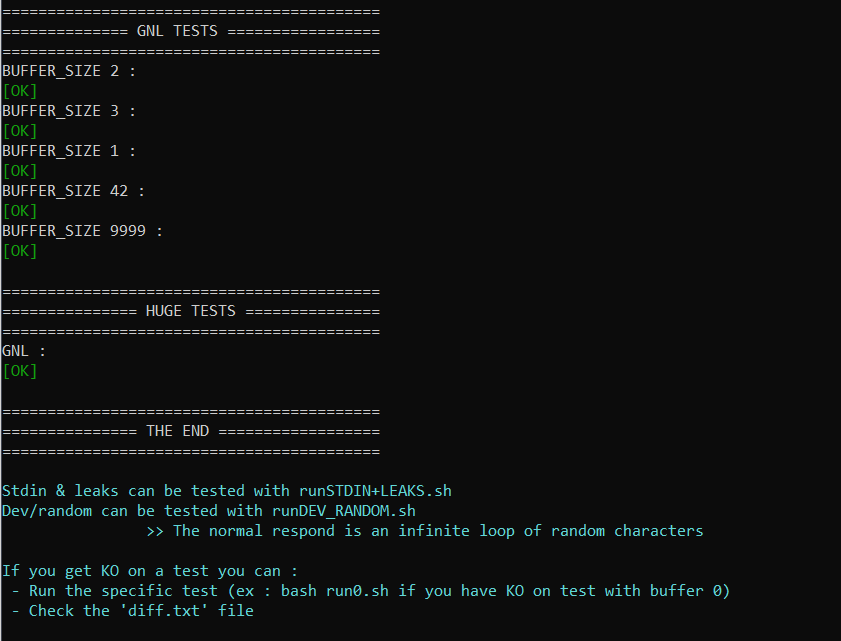 ==========================================
============== GNL TESTS =================
==========================================
BUFFER_SIZE 2 :
[OK]
BUFFER_SIZE 3 :
[OK]
BUFFER_SIZE 1 :
[OK]
BUFFER_SIZE 42 :
[OK]
BUFFER_SIZE 9999 :
[OK]
==========================================
=============== HUGE TESTS ===============
==========================================
GNL :
[OK]
==========================================
=============== THE END ==================
==========================================
Stdin & leaks can be tested with runSTDIN+LEAKS.sh
Dev/random can be tested with runDEV_RANDOM.sh
>> The normal respond is an infinite loop of random characters
If you get KO on a test you can :
- Run the specific test (ex : bash run0.sh if you have KO on test with buffer 0)
- Check the 'diff.txt' file